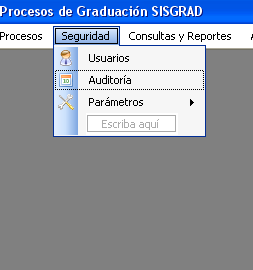 Procesos de Graduación SISGRAD
Procesos Seguridad Consultas y Reportes
Usuarios
Auditoría
Parámetros
Escriba aquí